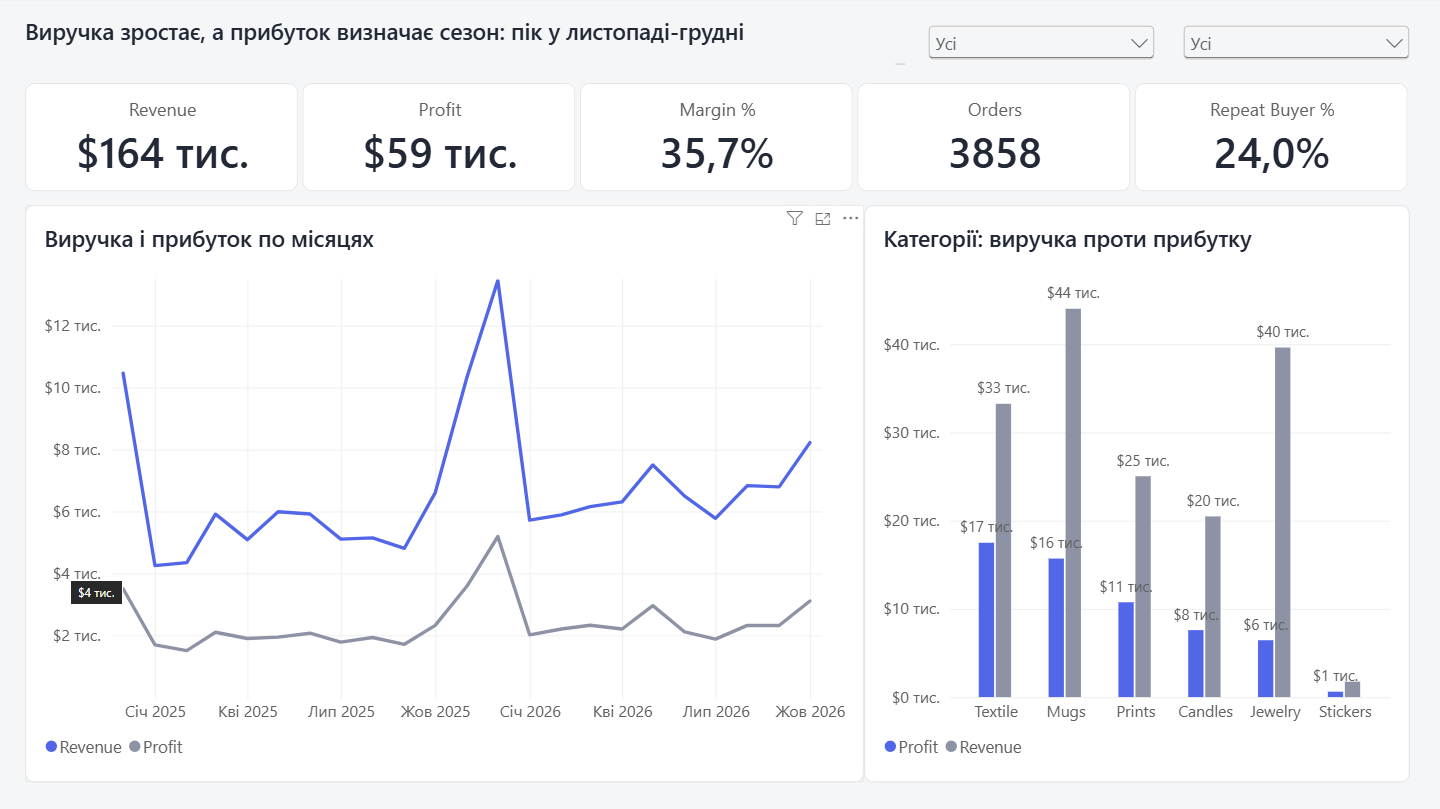 Виручка зростає, а прибуток визначає сезон: пік у листопаді-грудні
Усі
Усі
Revenue
$164 тис.
Profit
$59 тис.
Margin %
35,7%
Orders
3858
Repeat Buyer %
24,0%
Виручка і прибуток по місяцях
$12 тис.
$10 тис.
$8 тис.
$6 тис.
$4 тис.
$4 тис.
$2 тис.
Січ 2025
Кві 2025
Лип 2025
Жов 2025
Січ 2026
Кві 2026
Лип 2026
Жов 2026
Revenue
Profit
Категорії: виручка проти прибутку
$40 тис.
$30 тис.
$20 тис.
$10 тис.
$0 тис.
$17 тис.
$33 тис.
$16 тис.
$44 тис.
$11 тис.
$25 тис.
$8 тис.
$20 тис.
$6 тис.
$40 тис.
$1 тис.
Textile
Mugs
Prints
Candles
Jewelry
Stickers
Profit
Revenue